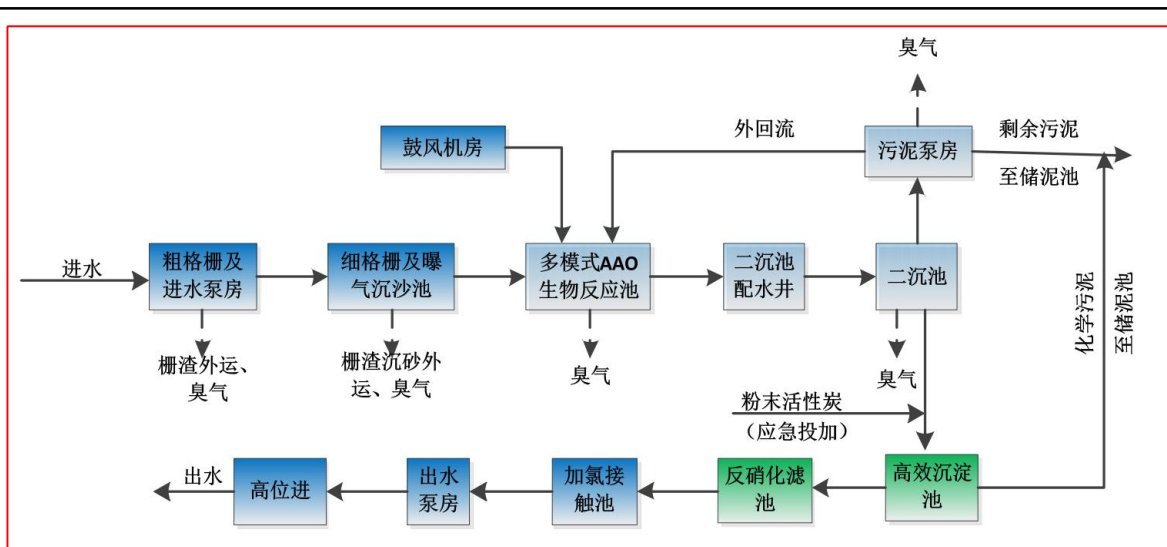 臭气
外回流
剩余污泥
鼓风机房
污泥泵房
至储泥池
进水
粗格栅及
进水泵房
细格栅及曝
气沉沙池
多模式AAO
生物反应池
二沉池
配水井
二沉池
化学污泥
至储泥池
栅渣外运、
臭气
栅渣沉砂外
运、臭气
臭气
臭气
粉末活性炭
（应急投加）
出水
高位进
出水
泵房
加氯接
触池
反硝化滤
池
高效沉淀
池